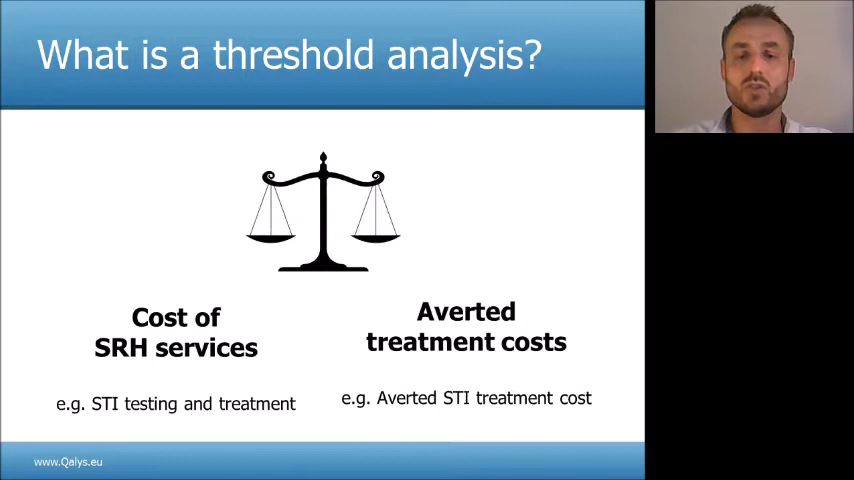 What is a threshold analysis?
Cost of
SRH services
e.g. STI testing and treatment
Averted
treatment costs
e.g. Averted STI treatment cost
www.Qalys.eu